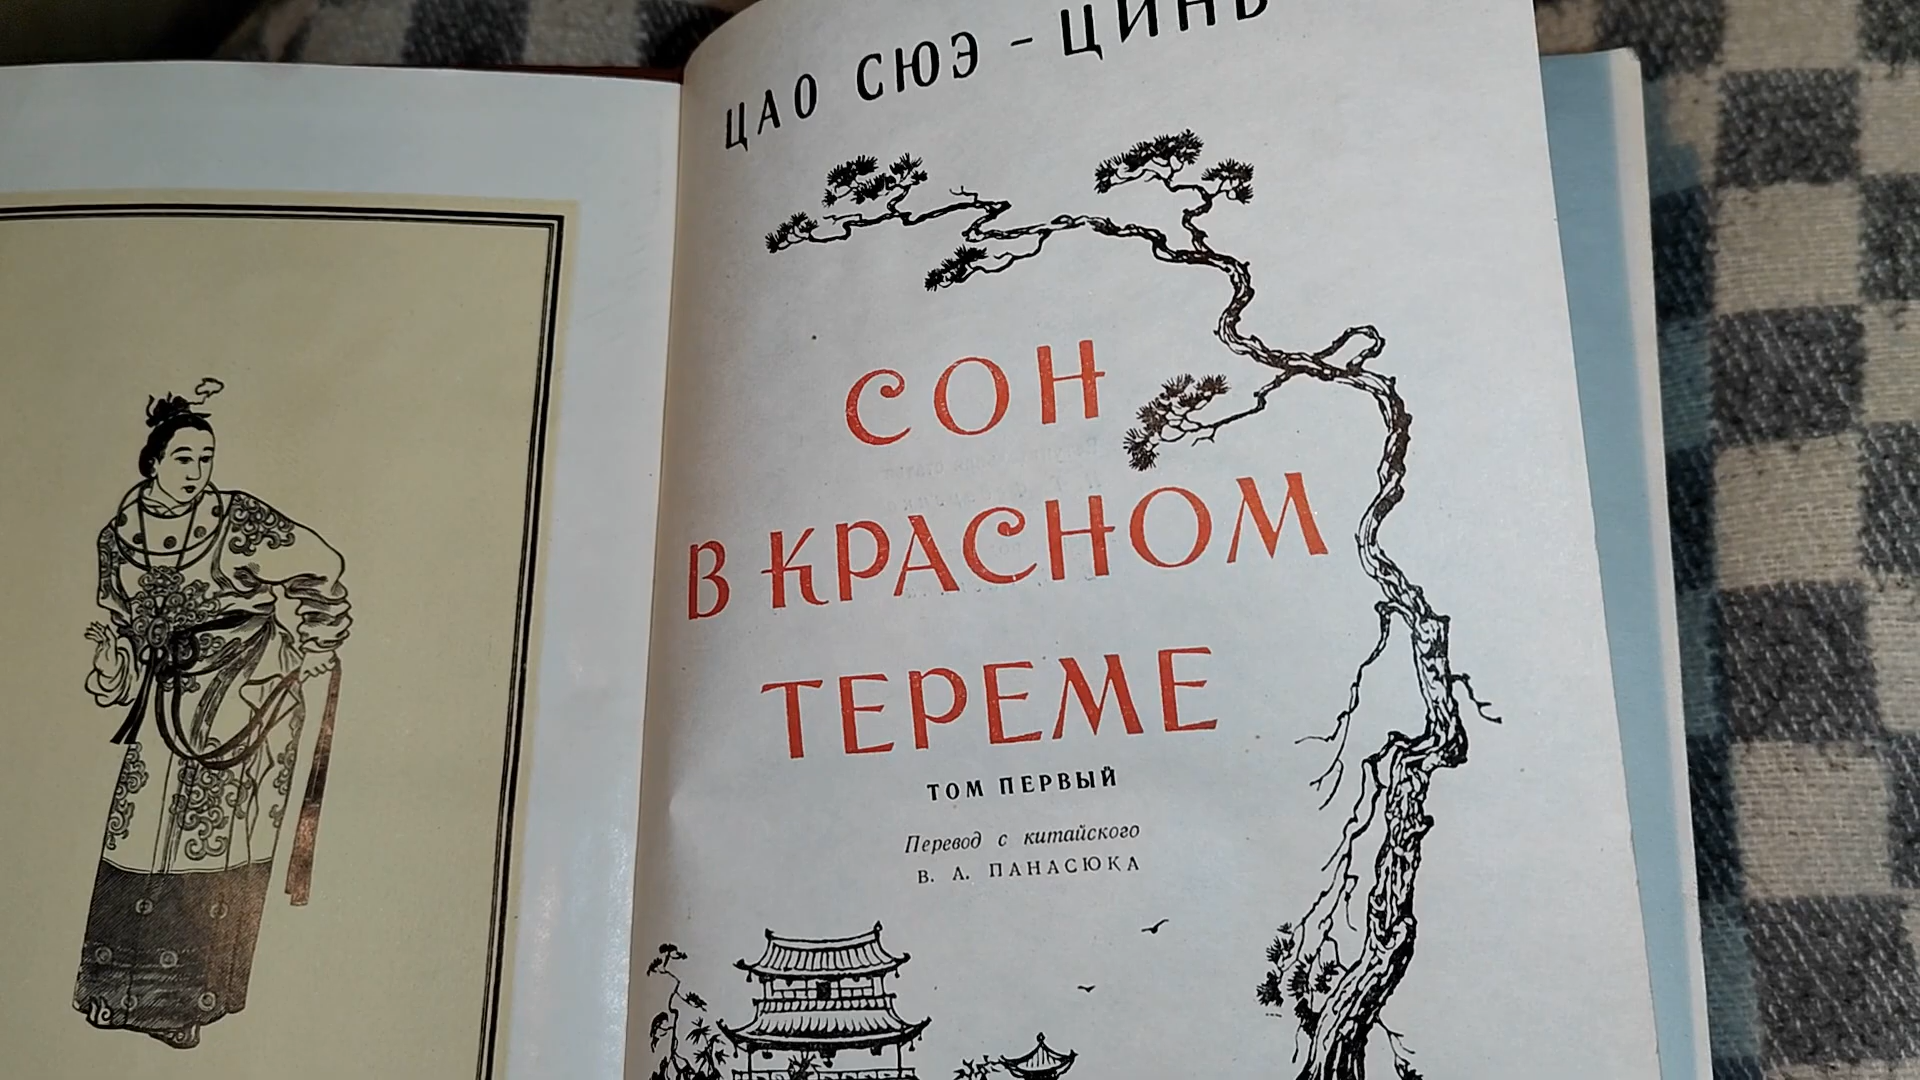 ЦАО СЮЭ-ЦИНЬ
СОН
В КРАСНОМ
ТЕРЕМЕ
ТОМ ПЕРВЫЙ
Перевод с китайского
В. А. ПАНАСЮКА